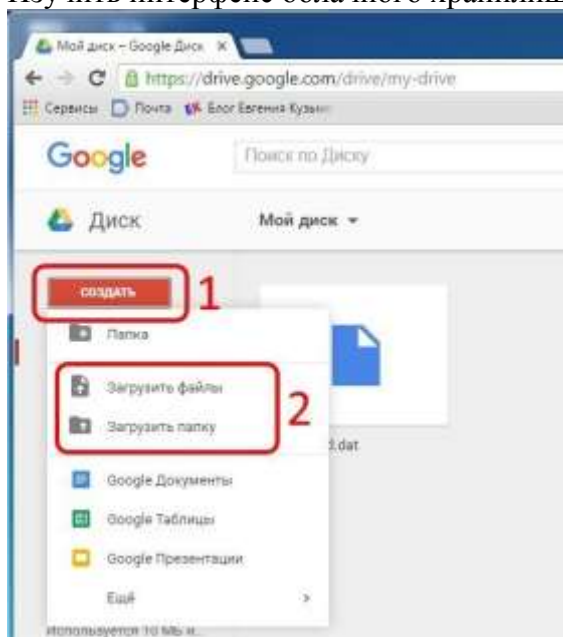 Изучить интерфейс облачного хранилищ
Мой диск – Google Диск ×
https://drive.google.com/drive/my-drive
Сервисы Почта Блог Евгения
Google Поиск по Диску
Диск Мой диск
СОЗДАТЬ 1
Папка
Загрузить файлы
Загрузить папку
2
d.dat
Google Документы
Google Таблицы
Google Презентации
Ещё >
Используется 10 МБ и...